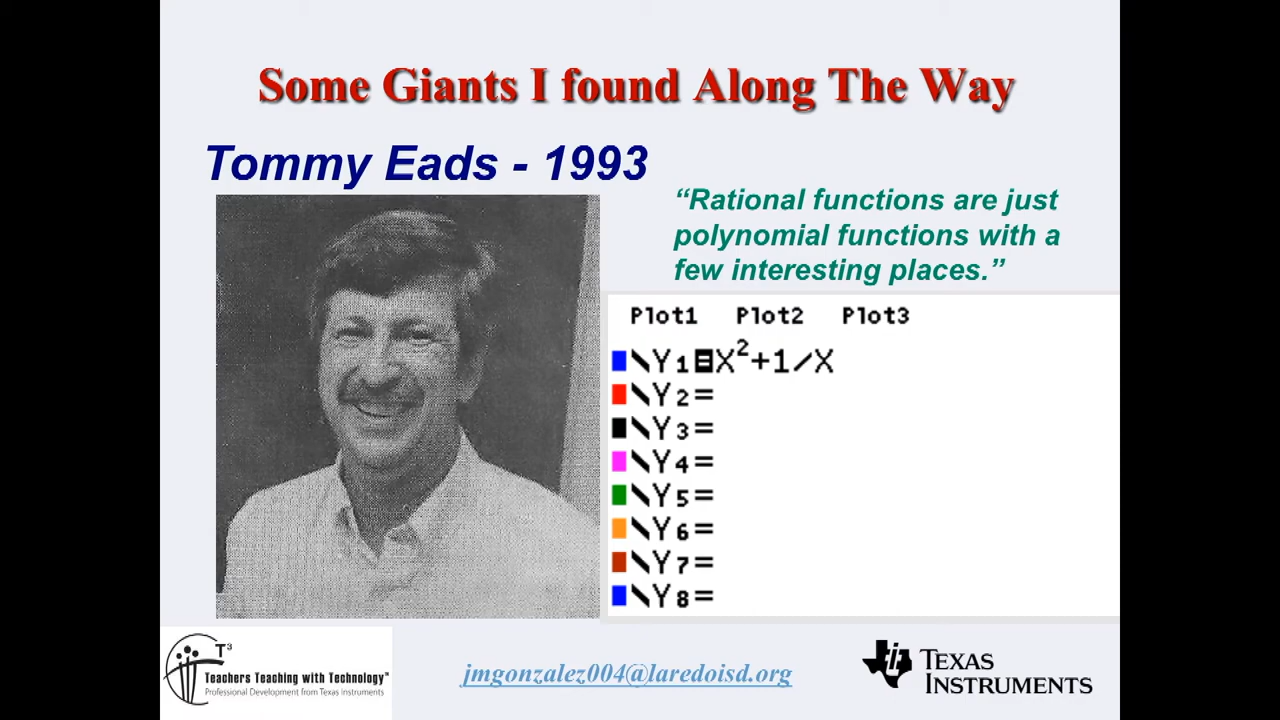 Some Giants I found Along The Way
Tommy Eads - 1993
“Rational functions are just
polynomial functions with a
few interesting places.”
Plot1 Plot2 Plot3
\Y1=X²+1/X
\Y2=
\Y3=
\Y4=
\Y5=
\Y6=
\Y7=
\Y8=
T³
Teachers Teaching with Technology™
Professional Development from Texas Instruments
jmgonzalez004@laredoisd.org
TEXAS
INSTRUMENTS